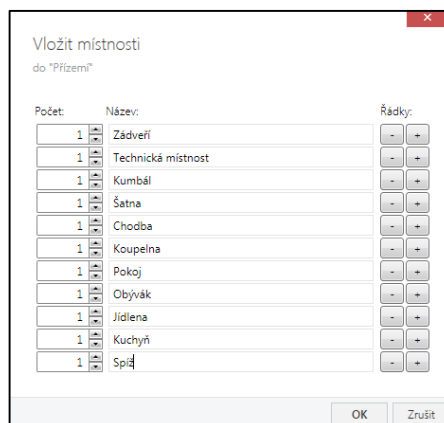 Vložit místnosti
do "Přízemí"
Počet: Název: Řádky:
1 Zádveří - +
1 Technická místnost - +
1 Kumbál - +
1 Šatna - +
1 Chodba - +
1 Koupelna - +
1 Pokoj - +
1 Obývák - +
1 Jídlena - +
1 Kuchyň - +
1 Spíž - +
OK Zrušit